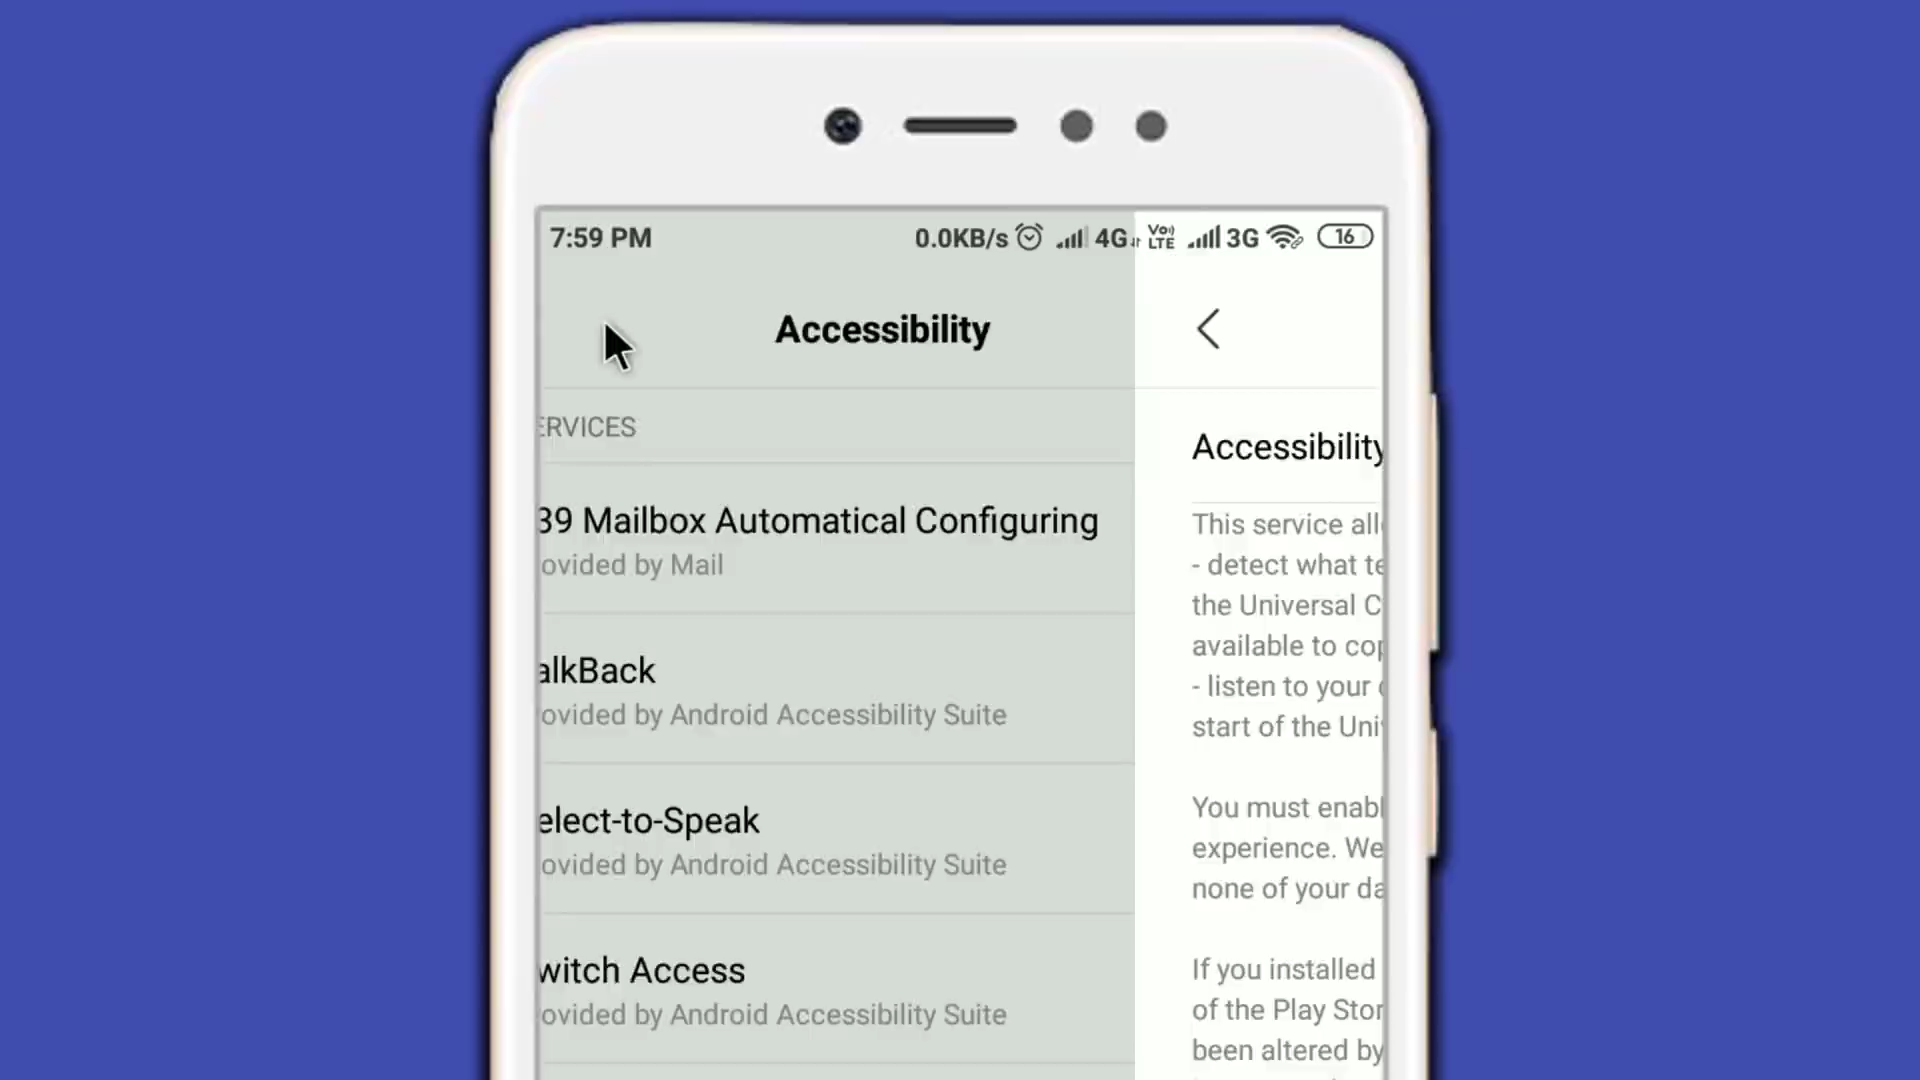 7:59 PM 0.0KB/s 4G Vo) LTE 3G 16
Accessibility
ERVICES
39 Mailbox Automatical Configuring
ovided by Mail
alkBack
ovided by Android Accessibility Suite
elect-to-Speak
ovided by Android Accessibility Suite
witch Access
ovided by Android Accessibility Suite
Accessibility
This service all
- detect what te
the Universal C
available to cop
- listen to your
start of the Uni
You must enabl
experience. We
none of your da
If you installed
of the Play Stor
been altered by